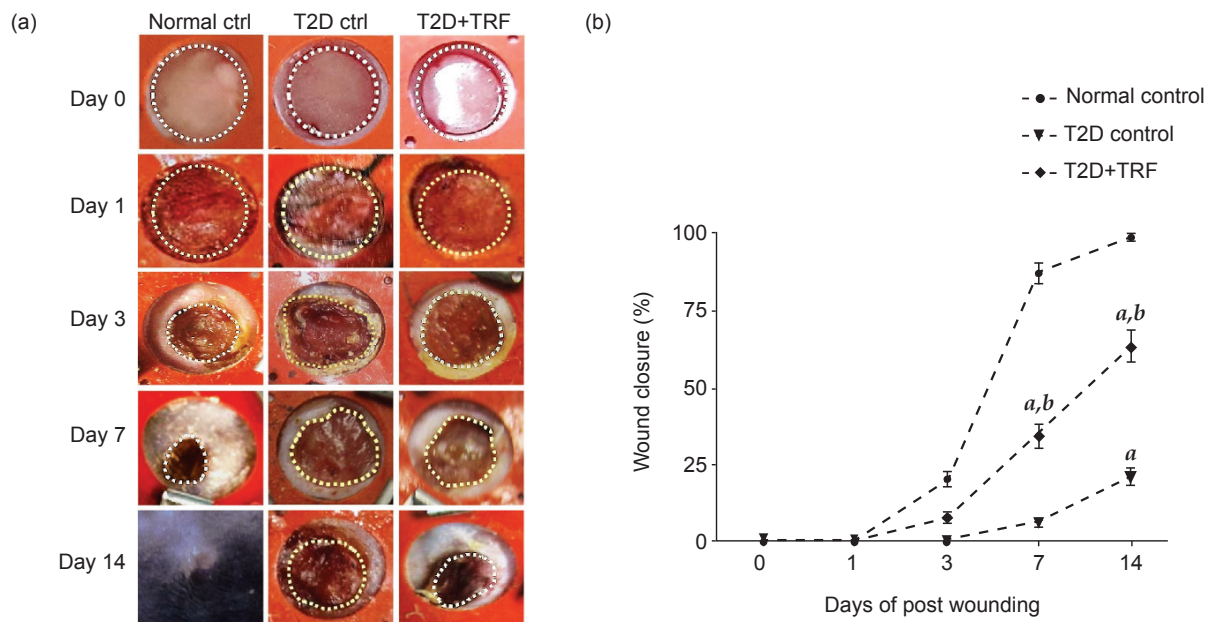 (a)
Normal ctrl T2D ctrl T2D+TRF
Day 0
Day 1
Day 3
Day 7
Day 14
(b)
Normal control
T2D control
T2D+TRF
100
75
50
25
0
Wound closure (%)
a,b
a,b
a
0 1 3 7 14
Days of post wounding